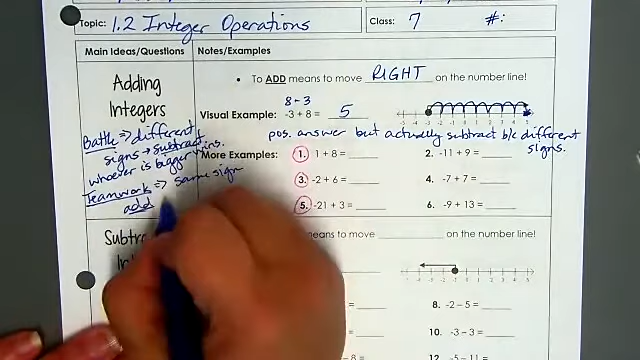 Topic: 1.2 Integer Operations
Class: 7 #:
Main Ideas/Questions
Notes/Examples
Adding
Integers
• To ADD means to move RIGHT on the number line!
8-3
Visual Example: -3 + 8 = 5
pos. answer but actually subtract b/c different
signs.
Battle => different
signs → subtract
whoever is bigger wins.
Teamwork => same sign
add
More Examples:
1. 1 + 8 =
2. -11 + 9 =
3. -2 + 6 =
4. -7 + 7 =
5. -21 + 3 =
6. -9 + 13 =
means to move on the number line!
8. -2 – 5 =
10. -3 – 3 =
12. -5 – 11 =